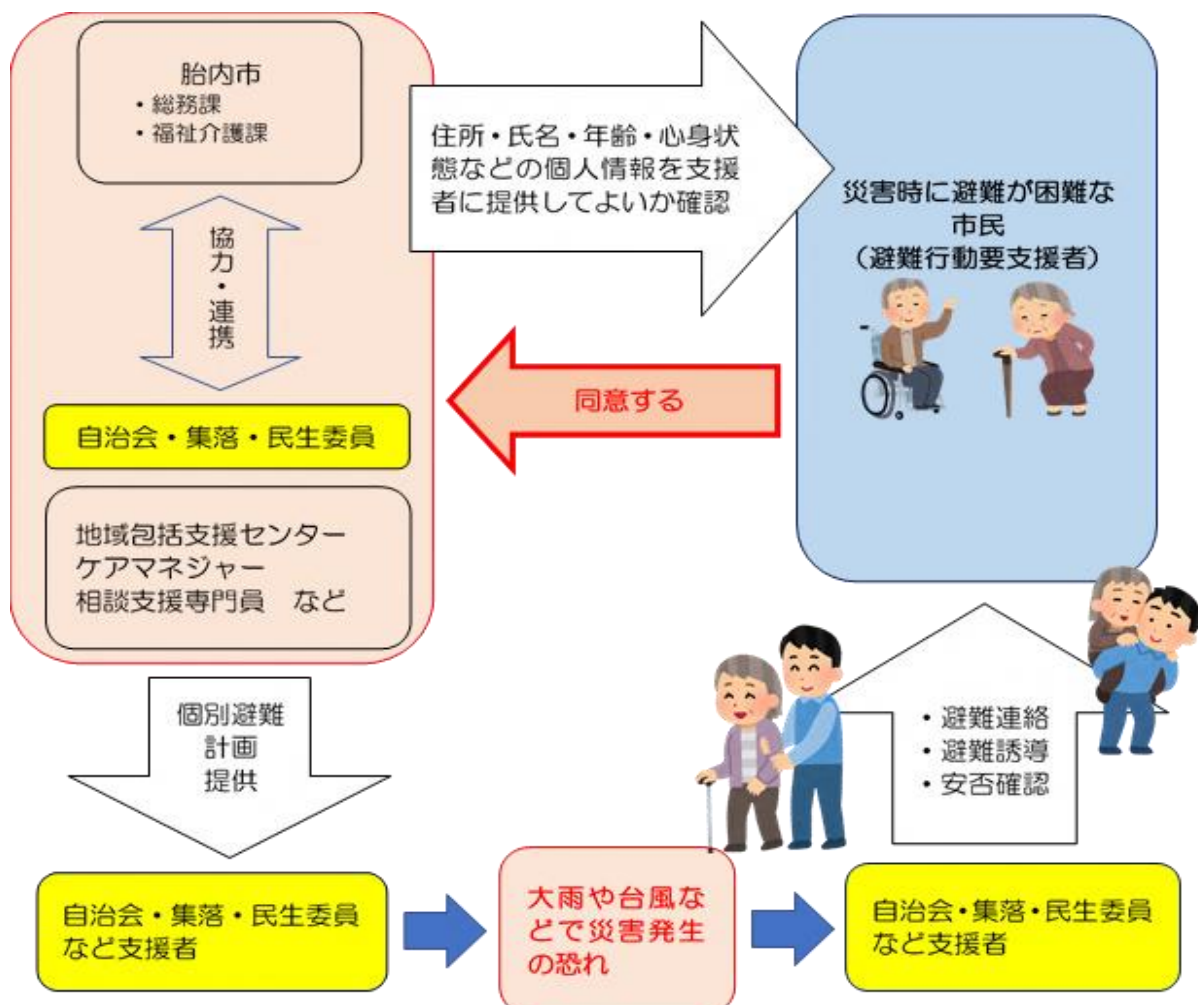 胎内市
・総務課
・福祉介護課
協力・連携
自治会・集落・民生委員
地域包括支援センター
ケアマネジャー
相談支援専門員　など
住所・氏名・年齢・心身状
態などの個人情報を支援
者に提供してよいか確認
災害時に避難が困難な
市民
（避難行動要支援者）
同意する
個別避難
計画
提供
自治会・集落・民生委員
など支援者
大雨や台風な
どで災害発生
の恐れ
自治会・集落・民生委員
など支援者
・避難連絡
・避難誘導
・安否確認